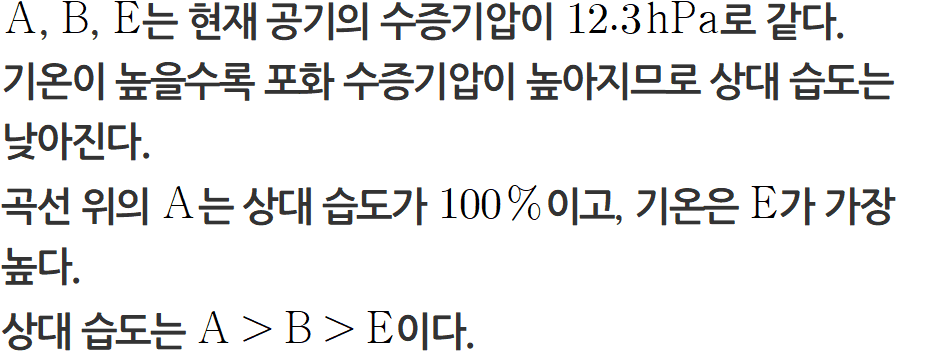 A, B, E는 현재 공기의 수증기압이 12.3hPa로 같다.
기온이 높을수록 포화 수증기압이 높아지므로 상대 습도는
낮아진다.
곡선 위의 A는 상대 습도가 100%이고, 기온은 E가 가장
높다.
상대 습도는 A > B > E이다.